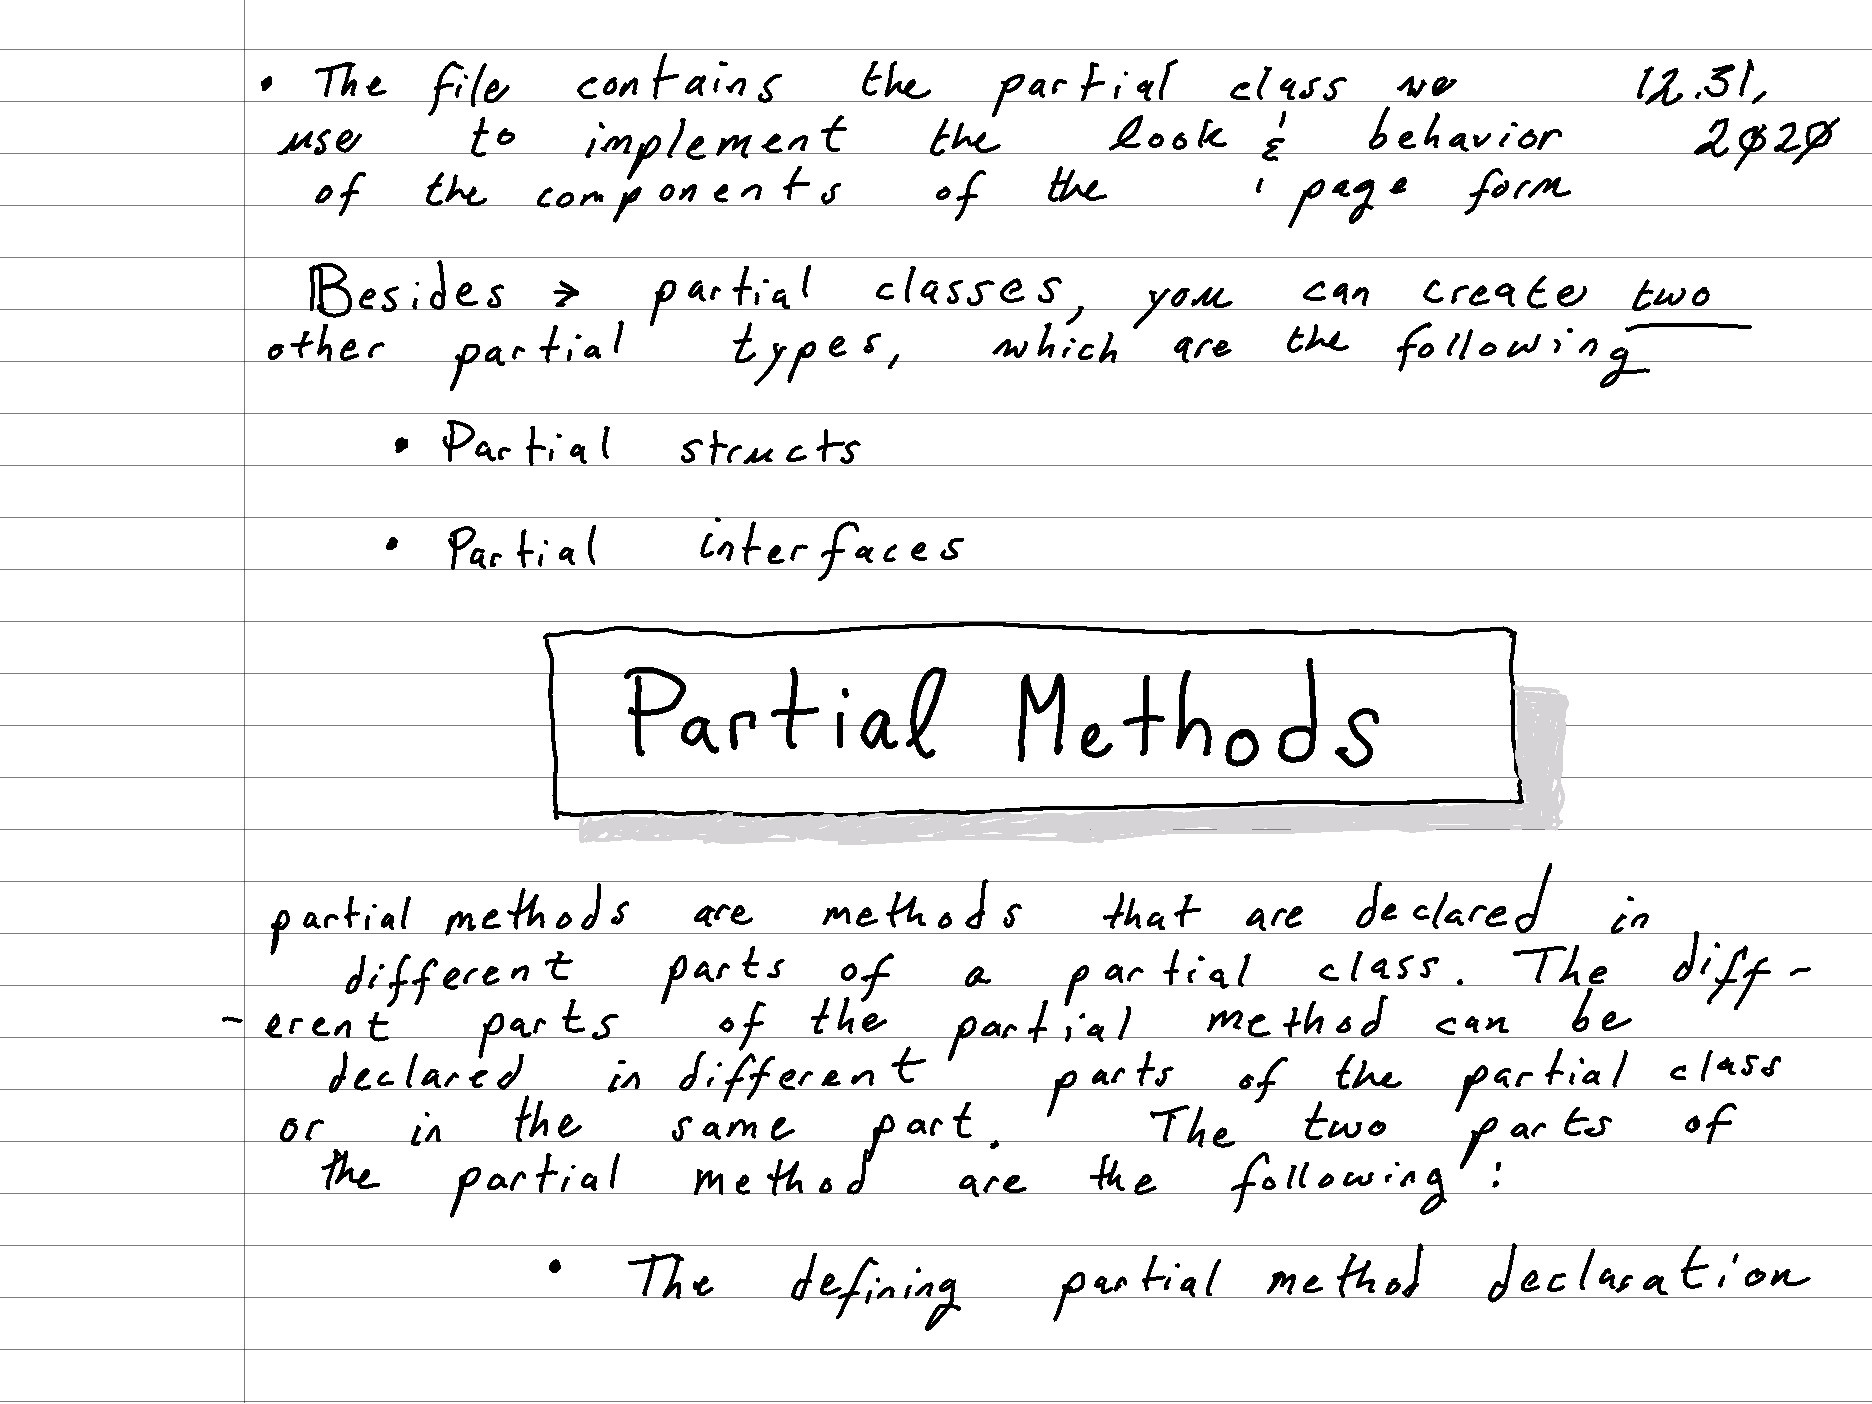 • The file contains the partial class we 12.31,
use to implement the look & behavior 2020
of the components of the page form
Besides → partial classes, you can create two
other partial types, which are the following
• Partial structs
• Partial interfaces
Partial Methods
partial methods are methods that are declared in
different parts of a partial class. The diff-
-erent parts of the partial method can be
declared in different parts of the partial class
or in the same part. The two parts of
the partial method are the following:
• The defining partial method declaration